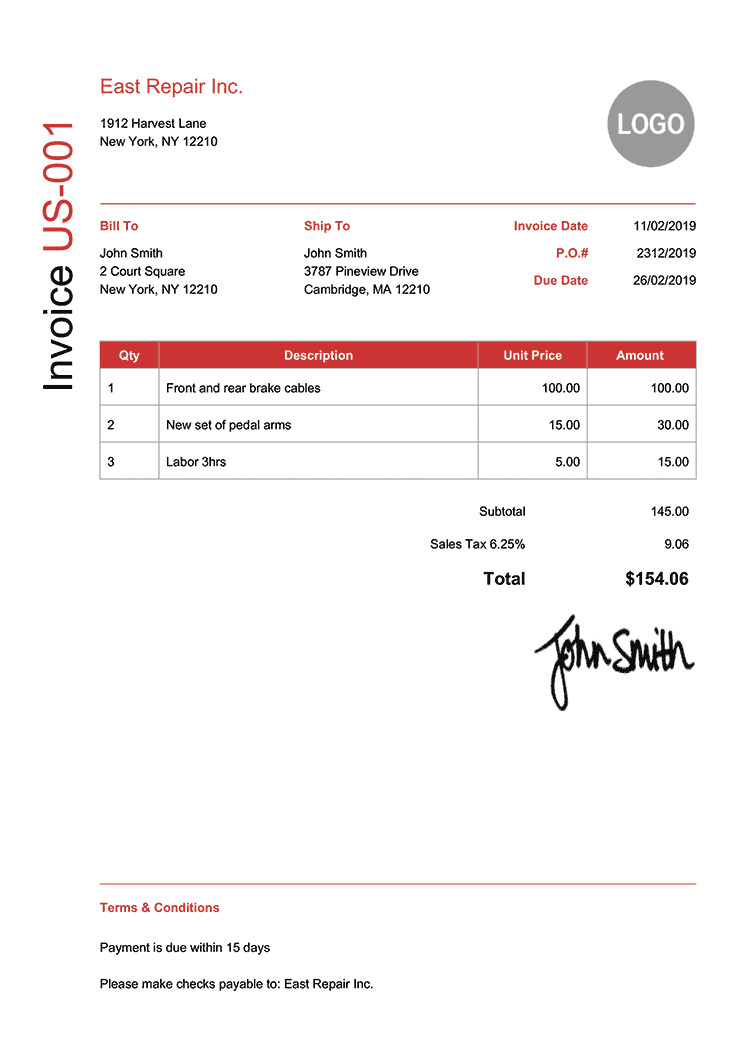 East Repair Inc.
1912 Harvest Lane
New York, NY 12210
LOGO
Invoice US-001
Bill To
John Smith
2 Court Square
New York, NY 12210
Ship To
John Smith
3787 Pineview Drive
Cambridge, MA 12210
Invoice Date 11/02/2019
P.O.# 2312/2019
Due Date 26/02/2019
Qty Description Unit Price Amount
1 Front and rear brake cables 100.00 100.00
2 New set of pedal arms 15.00 30.00
3 Labor 3hrs 5.00 15.00
Subtotal 145.00
Sales Tax 6.25% 9.06
Total $154.06
John Smith
Terms & Conditions
Payment is due within 15 days
Please make checks payable to: East Repair Inc.